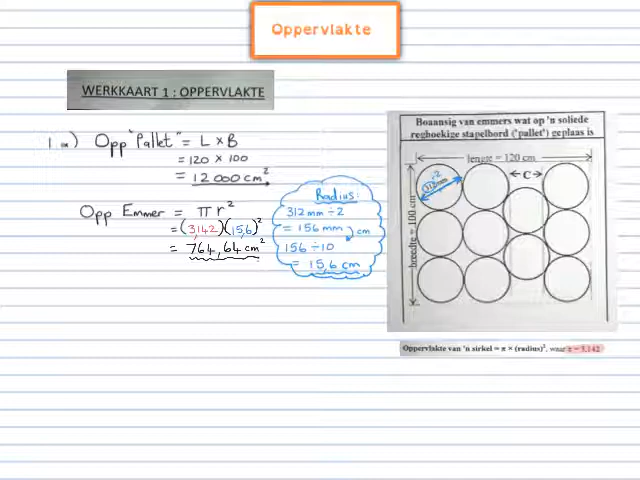 Oppervlakte
WERKKAART 1 : OPPERVLAKTE
Opp "Pallet" = L × B
= 120 × 100
= 12 000 cm²
Opp Emmer = π r²
= (3,142)(15,6)²
= 764,64 cm²
Radius:
312 mm ÷ 2
= 156 mm
cm
156 ÷ 10
= 15,6 cm
Boaansig van emmers wat op 'n soliede
reghoekige stapelbord ('pallet') geplaas is
lengte = 120 cm
÷2
312mm
C
breedte = 100 cm
Oppervlakte van 'n sirkel = π × (radius)², waar π = 3,142